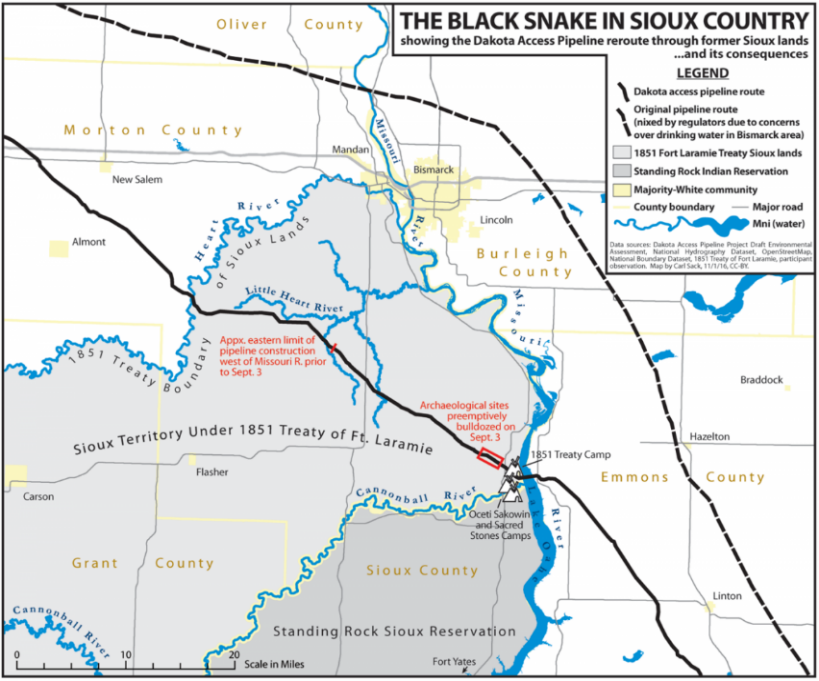 THE BLACK SNAKE IN SIOUX COUNTRY
showing the Dakota Access Pipeline reroute through former Sioux lands
...and its consequences
LEGEND
Dakota access pipeline route
Original pipeline route
(nixed by regulators due to concerns
over drinking water in Bismarck area)
1851 Fort Laramie Treaty Sioux lands
Standing Rock Indian Reservation
Majority-White community
County boundary
Major road
Mni (water)
Data sources: Dakota Access Pipeline Project Draft Environmental
Assessment, National Hydrography Dataset, OpenStreetMap,
National Boundary Dataset, 1851 Treaty of Fort Laramie, participant
observation. Map by Carl Sack, 11/1/16, CC-BY.
Oliver County
Morton County
Missouri
River
Mandan
Bismarck
New Salem
Lincoln
Heart River
of Sioux Lands
Almont
Burleigh
County
Little Heart River
Missouri
1851 Treaty Boundary
Appx. eastern limit of
pipeline construction
west of Missouri R. prior
to Sept. 3
Braddock
Archaeological sites
preemptively
bulldozed on
Sept. 3
Hazelton
Sioux Territory Under 1851 Treaty of Ft. Laramie
1851 Treaty Camp
Flasher
Emmons County
Carson
Cannonball River
River
Lake Oahe
Oceti Sakowin
and Sacred
Stones Camps
Grant County
Sioux County
Linton
Cannonball River
Standing Rock Sioux Reservation
Fort Yates
0 10 20
Scale in Miles